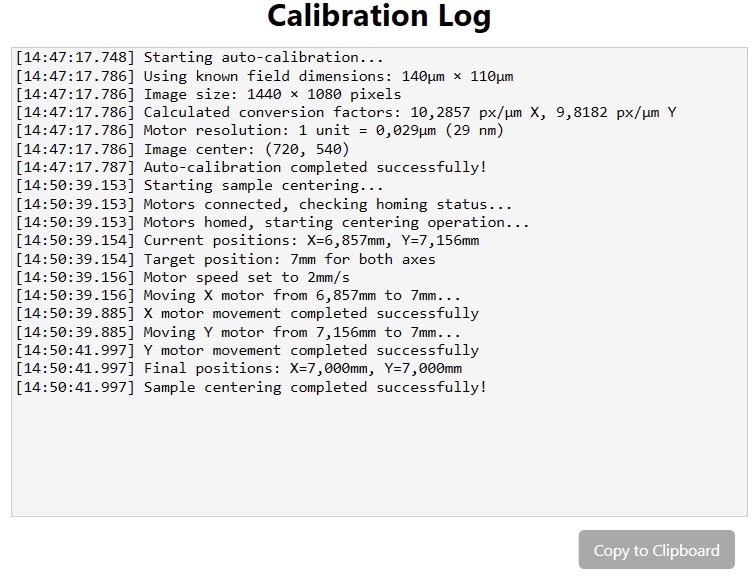 Calibration Log
[14:47:17.748] Starting auto-calibration...
[14:47:17.786] Using known field dimensions: 140µm × 110µm
[14:47:17.786] Image size: 1440 × 1080 pixels
[14:47:17.786] Calculated conversion factors: 10,2857 px/µm X, 9,8182 px/µm Y
[14:47:17.786] Motor resolution: 1 unit = 0,029µm (29 nm)
[14:47:17.786] Image center: (720, 540)
[14:47:17.787] Auto-calibration completed successfully!
[14:50:39.153] Starting sample centering...
[14:50:39.153] Motors connected, checking homing status...
[14:50:39.153] Motors homed, starting centering operation...
[14:50:39.154] Current positions: X=6,857mm, Y=7,156mm
[14:50:39.154] Target position: 7mm for both axes
[14:50:39.156] Motor speed set to 2mm/s
[14:50:39.156] Moving X motor from 6,857mm to 7mm...
[14:50:39.885] X motor movement completed successfully
[14:50:39.885] Moving Y motor from 7,156mm to 7mm...
[14:50:41.997] Y motor movement completed successfully
[14:50:41.997] Final positions: X=7,000mm, Y=7,000mm
[14:50:41.997] Sample centering completed successfully!
Copy to Clipboard